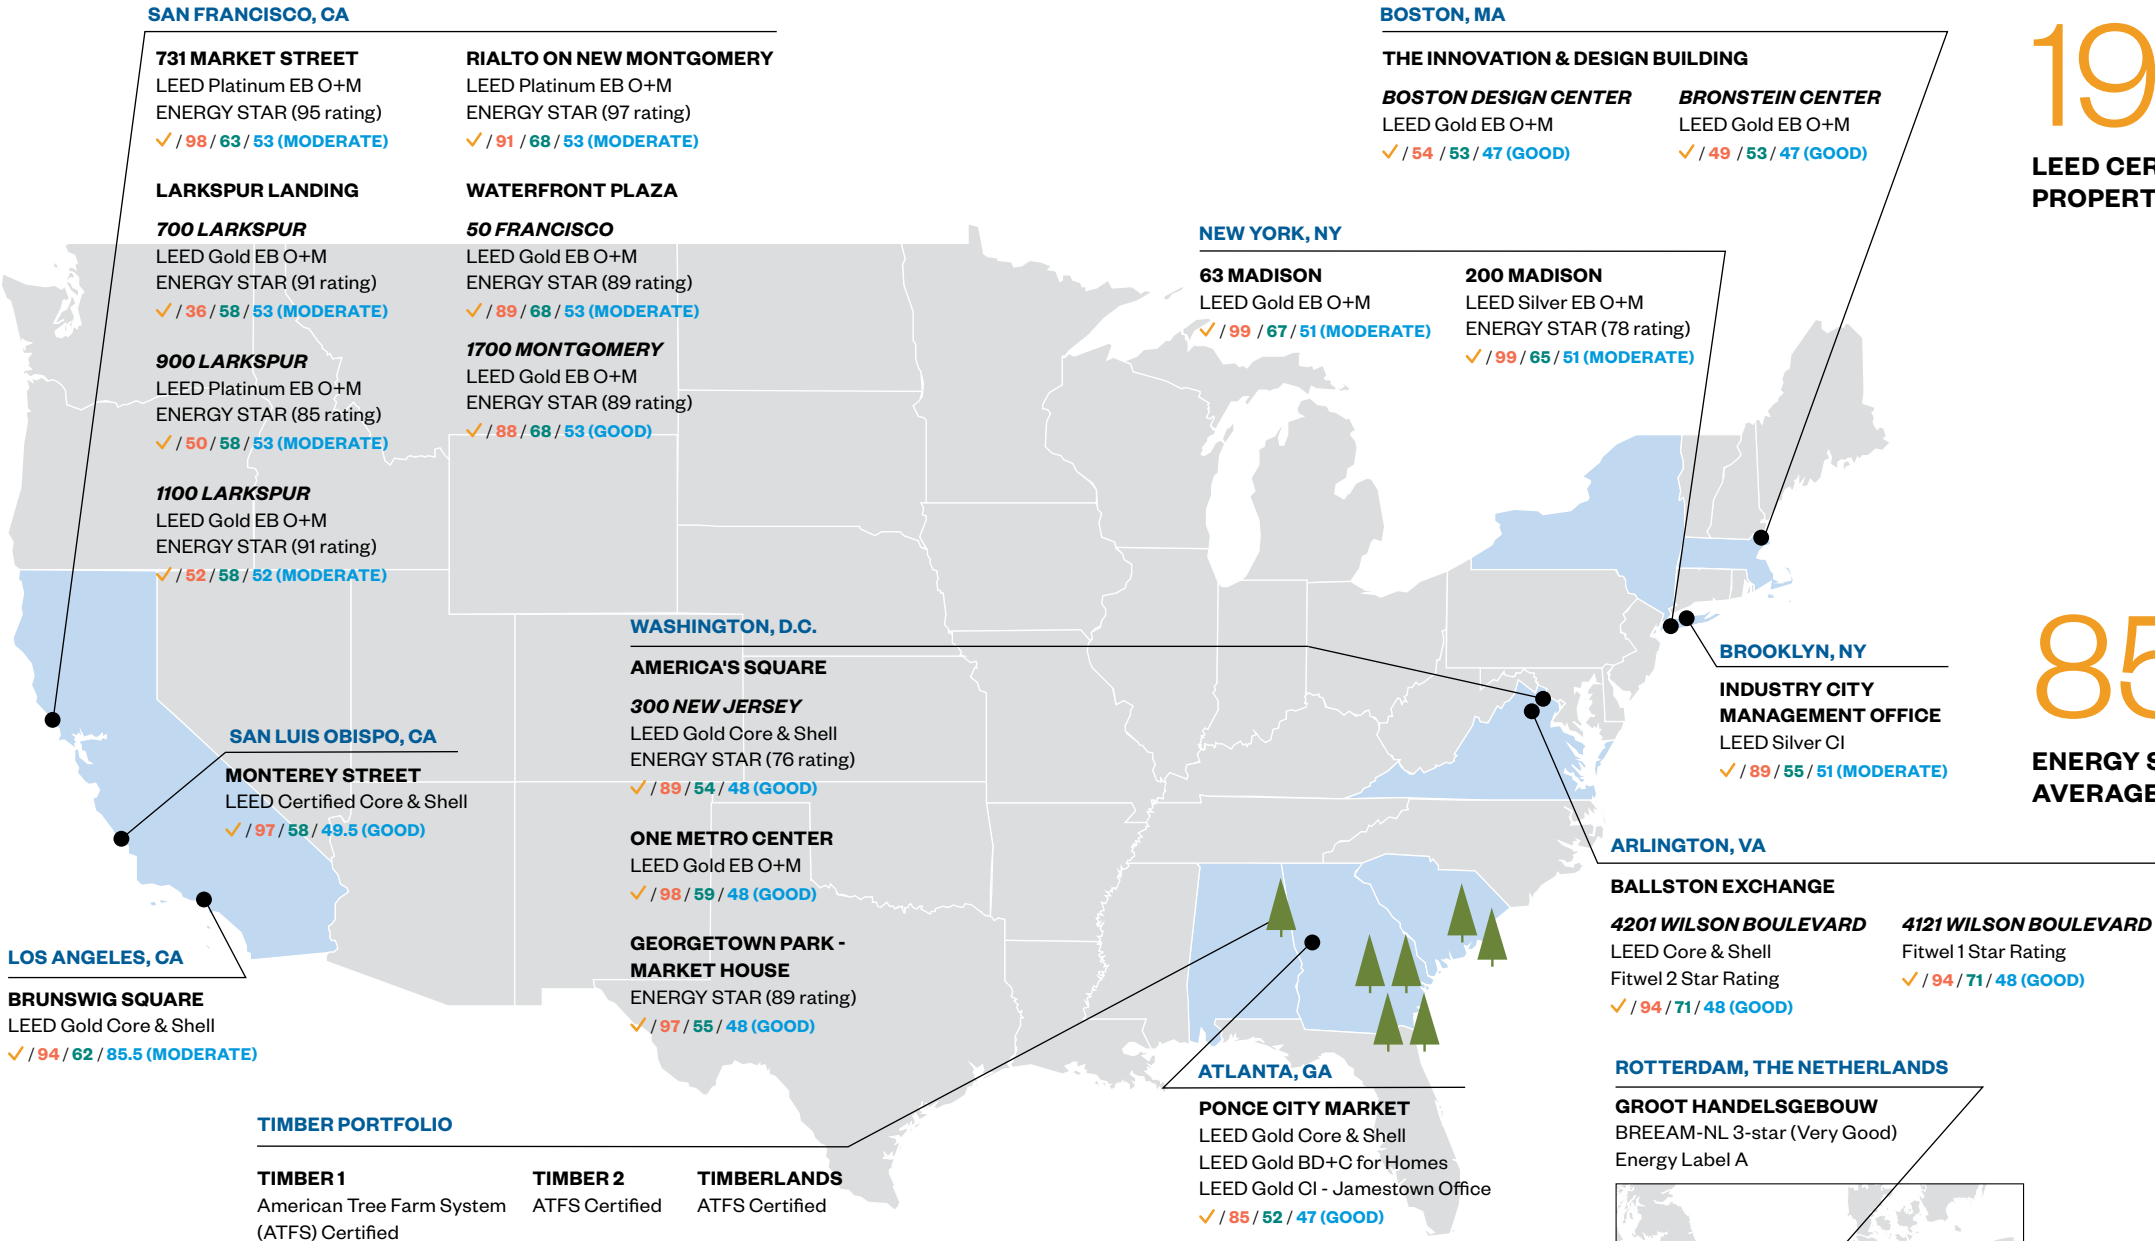 SAN FRANCISCO, CA
731 MARKET STREET
LEED Platinum EB O+M
ENERGY STAR (95 rating)
✓ / 98 / 63 / 53 (MODERATE)
RIALTO ON NEW MONTGOMERY
LEED Platinum EB O+M
ENERGY STAR (97 rating)
✓ / 91 / 68 / 53 (MODERATE)
LARKSPUR LANDING
700 LARKSPUR
LEED Gold EB O+M
ENERGY STAR (91 rating)
✓ / 36 / 58 / 53 (MODERATE)
900 LARKSPUR
LEED Platinum EB O+M
ENERGY STAR (85 rating)
✓ / 50 / 58 / 53 (MODERATE)
1100 LARKSPUR
LEED Gold EB O+M
ENERGY STAR (91 rating)
✓ / 52 / 58 / 52 (MODERATE)
WATERFRONT PLAZA
50 FRANCISCO
LEED Gold EB O+M
ENERGY STAR (89 rating)
✓ / 89 / 68 / 53 (MODERATE)
1700 MONTGOMERY
LEED Gold EB O+M
ENERGY STAR (89 rating)
✓ / 88 / 68 / 53 (GOOD)
BOSTON, MA
THE INNOVATION & DESIGN BUILDING
BOSTON DESIGN CENTER
LEED Gold EB O+M
✓ / 54 / 53 / 47 (GOOD)
BRONSTEIN CENTER
LEED Gold EB O+M
✓ / 49 / 53 / 47 (GOOD)
19
LEED CER
PROPERT
NEW YORK, NY
63 MADISON
LEED Gold EB O+M
✓ / 99 / 67 / 51 (MODERATE)
200 MADISON
LEED Silver EB O+M
ENERGY STAR (78 rating)
✓ / 99 / 65 / 51 (MODERATE)
WASHINGTON, D.C.
AMERICA'S SQUARE
300 NEW JERSEY
LEED Gold Core & Shell
ENERGY STAR (76 rating)
✓ / 89 / 54 / 48 (GOOD)
ONE METRO CENTER
LEED Gold EB O+M
✓ / 98 / 59 / 48 (GOOD)
GEORGETOWN PARK -
MARKET HOUSE
ENERGY STAR (89 rating)
✓ / 97 / 55 / 48 (GOOD)
BROOKLYN, NY
INDUSTRY CITY
MANAGEMENT OFFICE
LEED Silver CI
✓ / 89 / 55 / 51 (MODERATE)
85
ENERGY S
AVERAGE
SAN LUIS OBISPO, CA
MONTEREY STREET
LEED Certified Core & Shell
✓ / 97 / 58 / 49.5 (GOOD)
LOS ANGELES, CA
BRUNSWIG SQUARE
LEED Gold Core & Shell
✓ / 94 / 62 / 85.5 (MODERATE)
ARLINGTON, VA
BALLSTON EXCHANGE
4201 WILSON BOULEVARD
LEED Core & Shell
Fitwel 2 Star Rating
✓ / 94 / 71 / 48 (GOOD)
4121 WILSON BOULEVARD
Fitwel 1 Star Rating
✓ / 94 / 71 / 48 (GOOD)
TIMBER PORTFOLIO
TIMBER 1
American Tree Farm System
(ATFS) Certified
TIMBER 2
ATFS Certified
TIMBERLANDS
ATFS Certified
ATLANTA, GA
PONCE CITY MARKET
LEED Gold Core & Shell
LEED Gold BD+C for Homes
LEED Gold CI - Jamestown Office
✓ / 85 / 52 / 47 (GOOD)
ROTTERDAM, THE NETHERLANDS
GROOT HANDELSGEBOUW
BREEAM-NL 3-star (Very Good)
Energy Label A